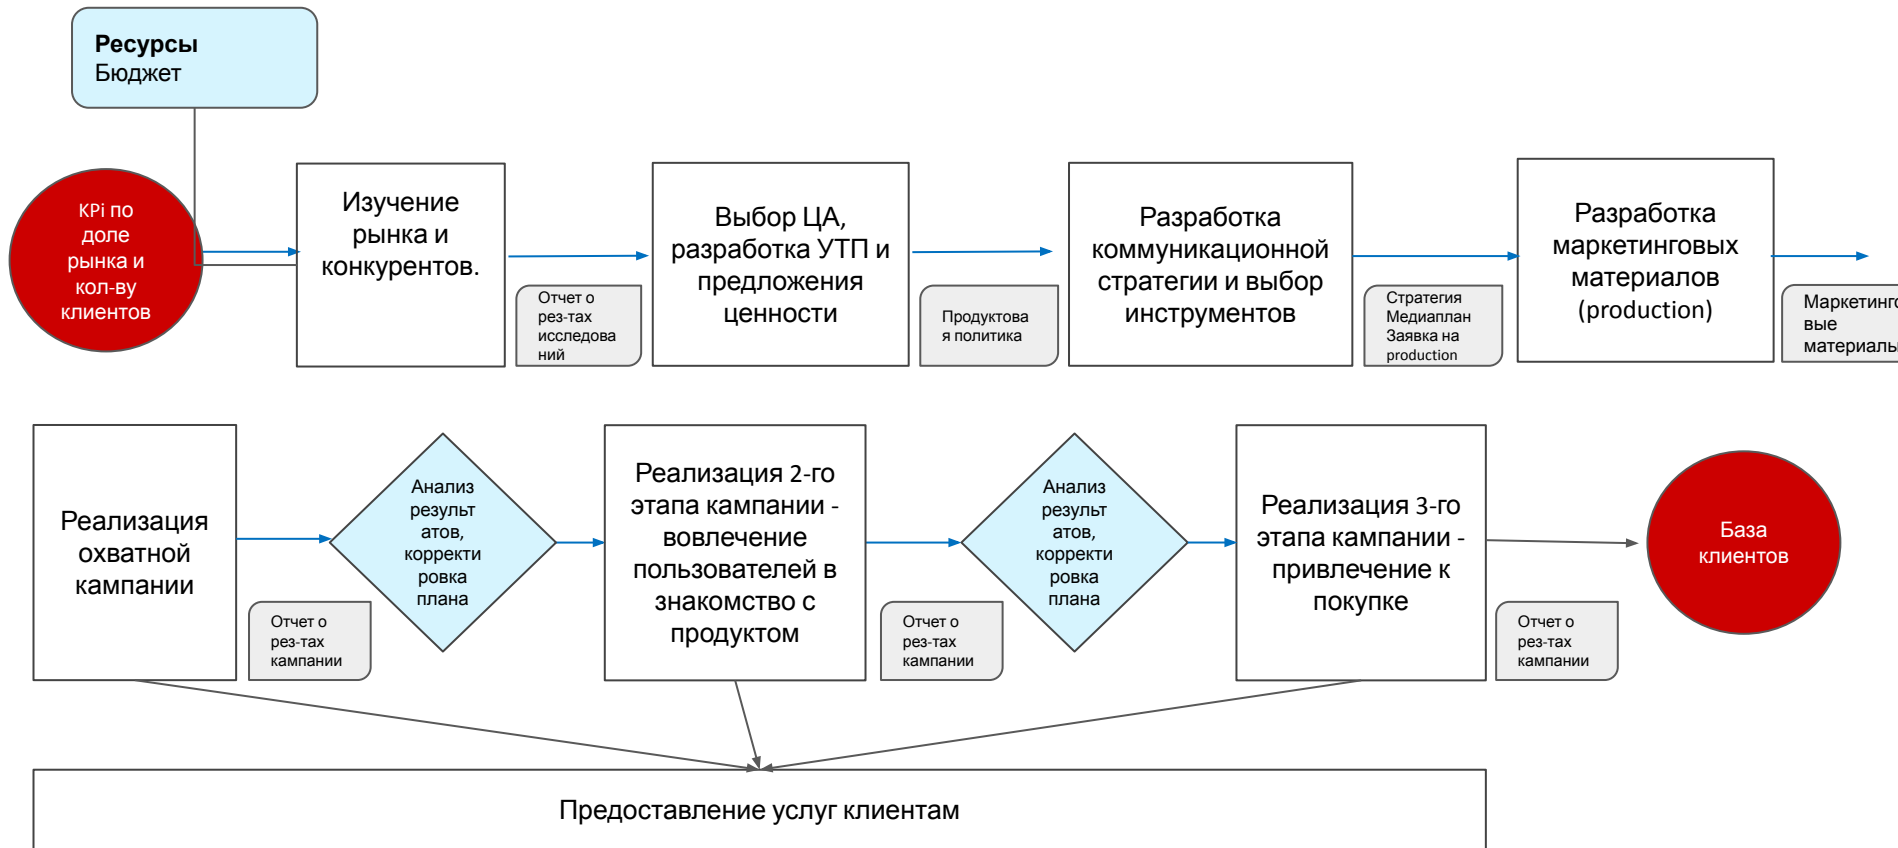 Ресурсы
Бюджет
KPi по
доле
рынка и
кол-ву
клиентов
Изучение
рынка и
конкурентов.
Отчет о
рез-тах
исследова
ний
Выбор ЦА,
разработка УТП и
предложения
ценности
Продуктова
я политика
Разработка
коммуникационной
стратегии и выбор
инструментов
Стратегия
Медиаплан
Заявка на
production
Разработка
маркетинговых
материалов
(production)
Маркетинго
вые
материалы
Реализация
охватной
кампании
Отчет о
рез-тах
кампании
Анализ
результ
атов,
корректи
ровка
плана
Реализация 2-го
этапа кампании -
вовлечение
пользователей в
знакомство с
продуктом
Отчет о
рез-тах
кампании
Анализ
результ
атов,
корректи
ровка
плана
Реализация 3-го
этапа кампании -
привлечение к
покупке
Отчет о
рез-тах
кампании
База
клиентов
Предоставление услуг клиентам